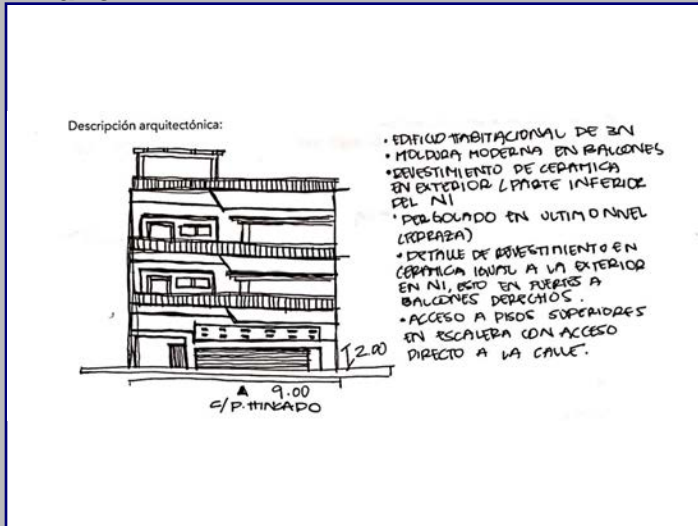 Descripción arquitectónica:
• EDIFICIO HABITACIONAL DE 3N
• MOLDURA MODERNA EN BALCONES
• REVESTIMIENTO DE CERAMICA
EN EXTERIOR (PARTE INFERIOR
DEL N1
• PERGOLADO EN ULTIMO NIVEL
(TERRAZA)
• DETALLE DE REVESTIMIENTO EN
CERAMICA IGUAL A LA EXTERIOR
EN N1, ESTO EN PUERTAS A
BALCONES DERECHOS.
• ACCESO A PISOS SUPERIORES
EN ESCALERA CON ACCESO
DIRECTO A LA CALLE.
2.00
9.00
C/P. HINCADO